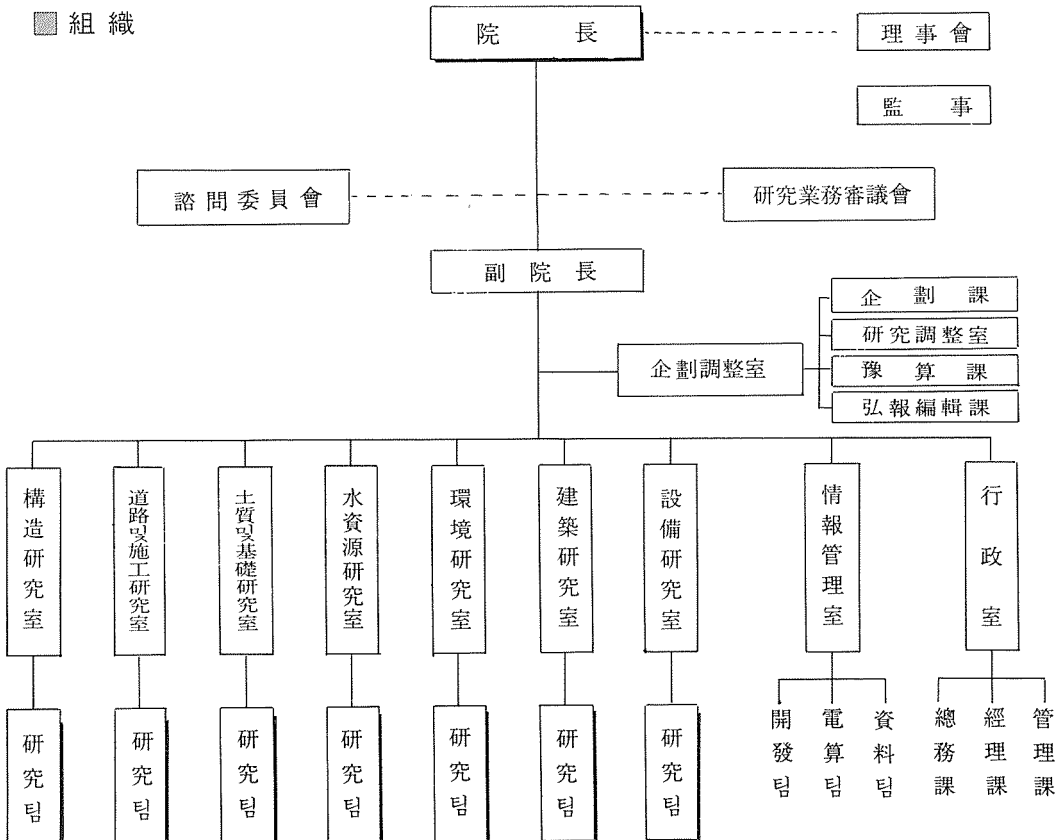 組織
院長
理事會
監事
諮問委員會
研究業務審議會
副院長
企劃調整室
企劃課
研究調整室
豫算課
弘報編輯課
構造研究室
道路및施工研究室
土質및基礎研究室
水資源研究室
環境研究室
建築研究室
設備研究室
情報管理室
行政室
研究팀
研究팀
研究팀
研究팀
研究팀
研究팀
研究팀
開發팀
電算팀
資料팀
總務課
經理課
管理課